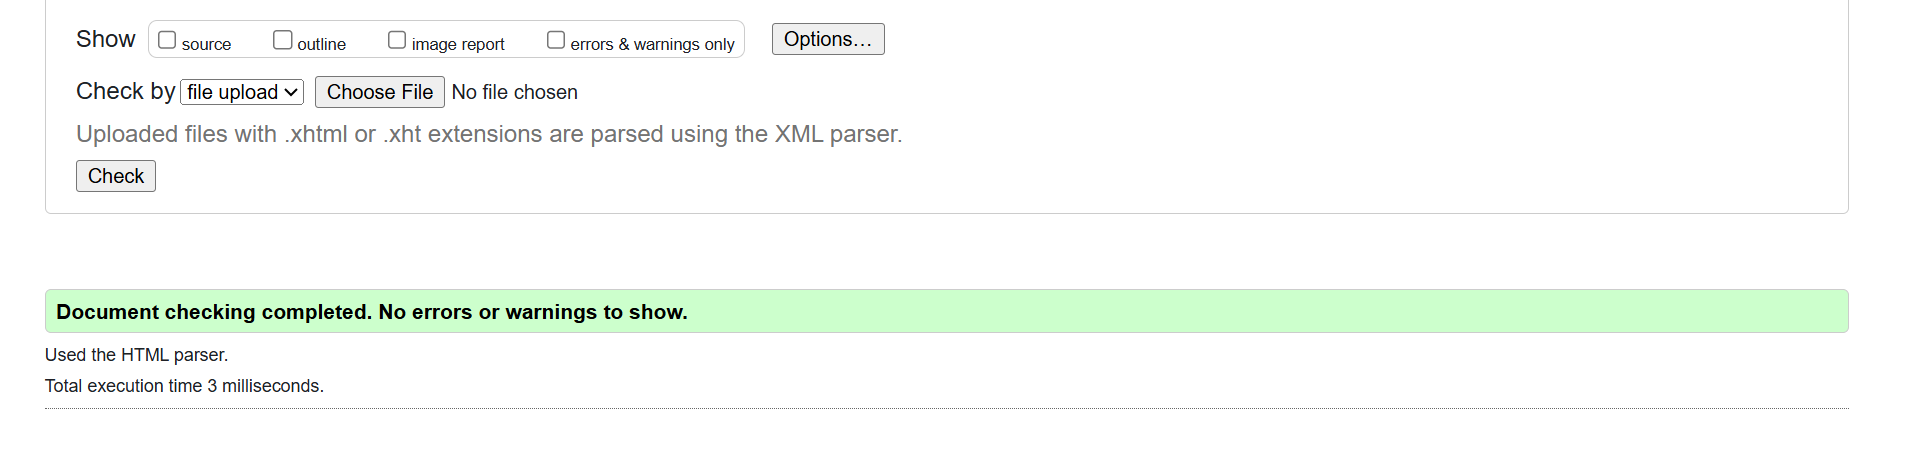 Show source outline image report errors & warnings only Options…
Check by file upload Choose File No file chosen
Uploaded files with .xhtml or .xht extensions are parsed using the XML parser.
Check
Document checking completed. No errors or warnings to show.
Used the HTML parser.
Total execution time 3 milliseconds.